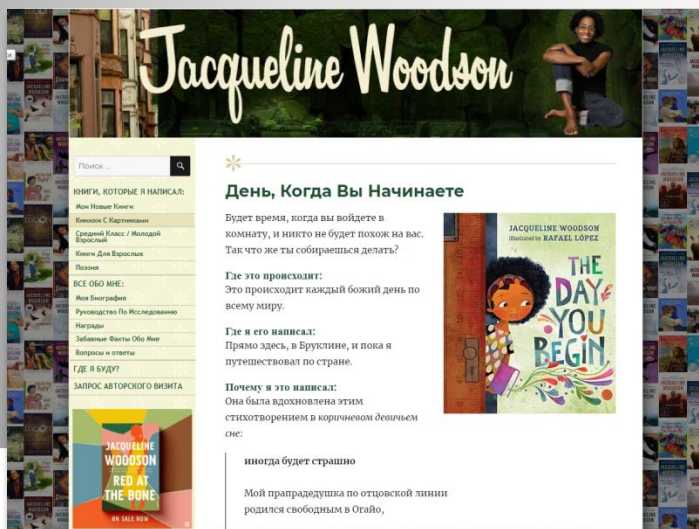 Jacqueline Woodson
Поиск ...
КНИГИ, КОТОРЫЕ Я НАПИСАЛ:
Мои Новые Книги
Книжки С Картинками
Средний Класс / Молодой
Взрослый
Книги Для Взрослых
Поэзия
ВСЕ ОБО МНЕ:
Моя Биография
Руководство По Исследованию
Награды
Забавные Факты Обо Мне
Вопросы и ответы
ГДЕ Я БУДУ?
ЗАПРОС АВТОРСКОГО ВИЗИТА
JACQUELINE
WOODSON
RED AT
THE BONE
ON SALE NOW
День, Когда Вы Начинаете
Будет время, когда вы войдете в
комнату, и никто не будет похож на вас.
Так что же ты собираешься делать?
Где это происходит:
Это происходит каждый божий день по
всему миру.
Где я его написал:
Прямо здесь, в Бруклине, и пока я
путешествовал по стране.
Почему я это написал:
Она была вдохновлена этим
стихотворением в коричневом девичьем
сне:
иногда будет страшно
Мой прапрадедушка по отцовской линии
родился свободным в Огайо,
JACQUELINE WOODSON
illustrated by RAFAEL LÓPEZ
THE
DAY
YOU
BEGIN